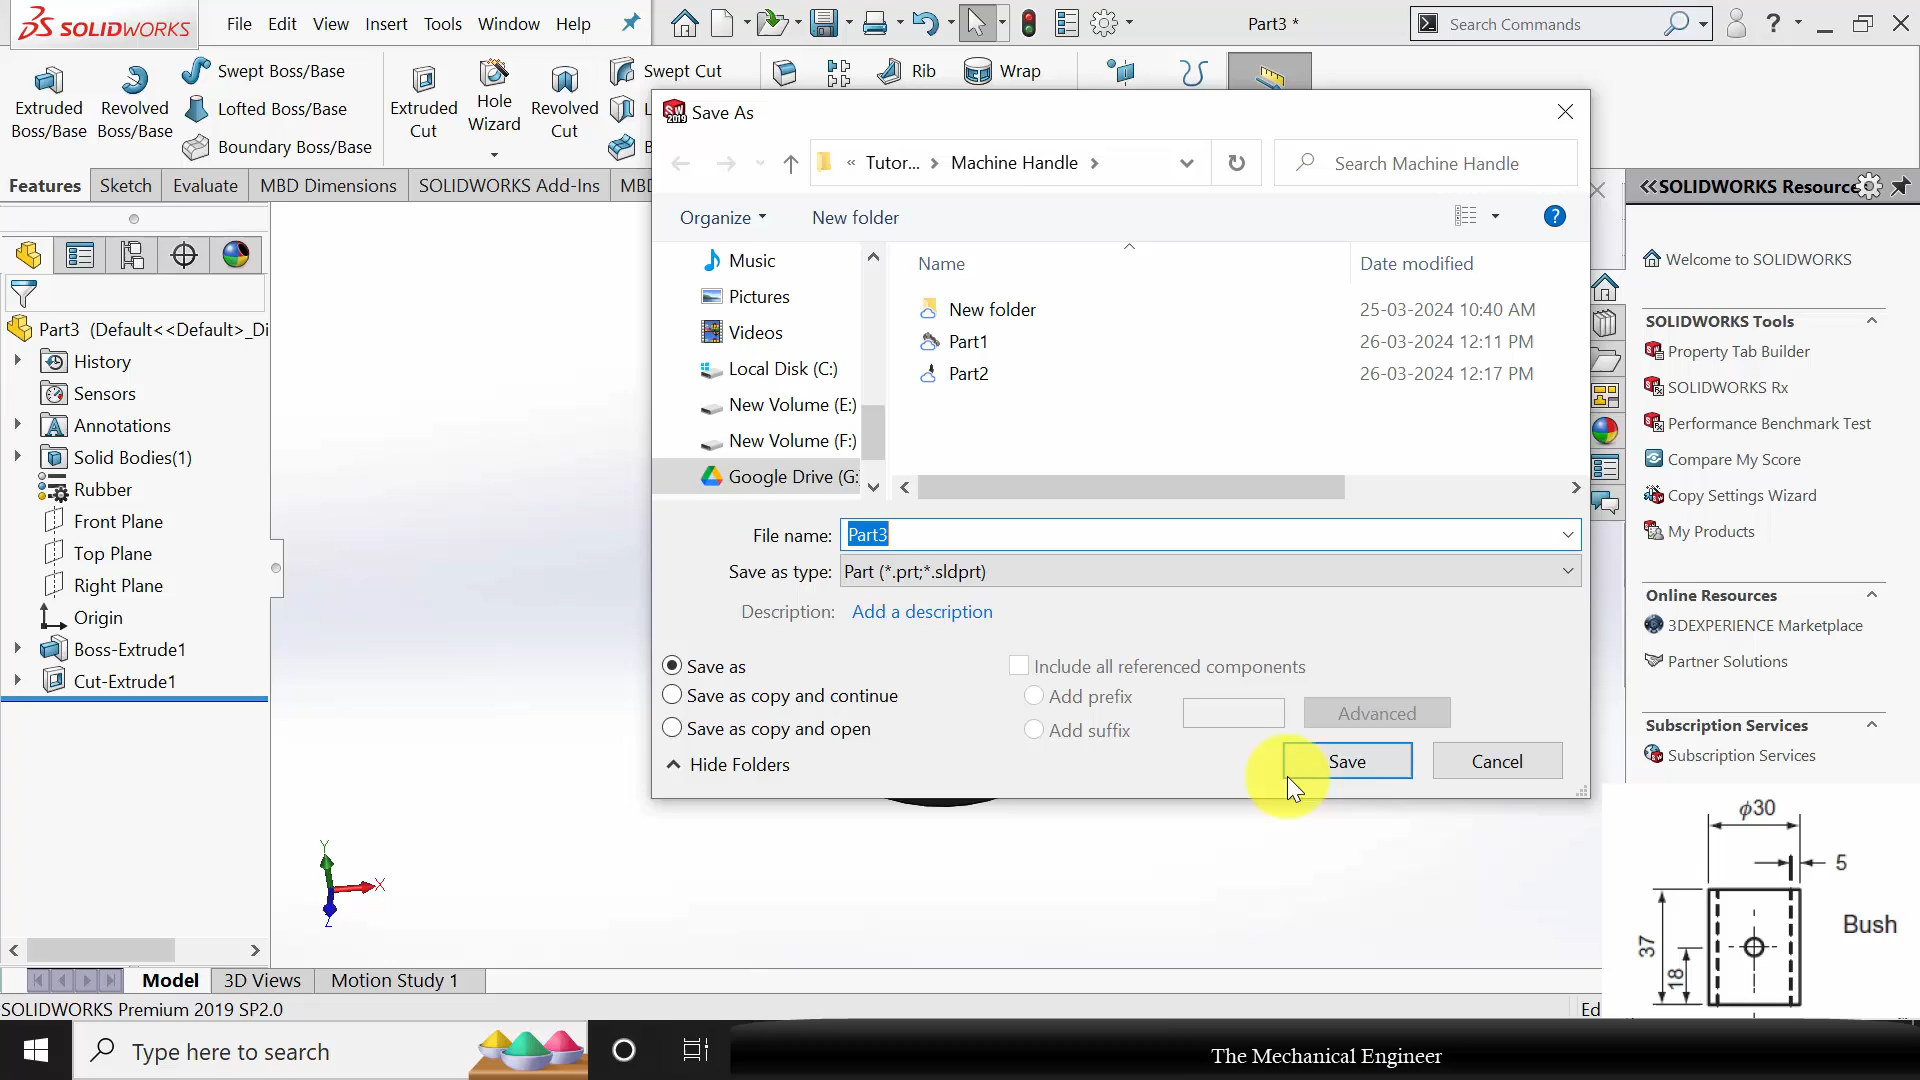 SOLIDWORKS
File Edit View Insert Tools Window Help
Part3 *
Search Commands
?
Extruded Boss/Base
Revolved Boss/Base
Swept Boss/Base
Lofted Boss/Base
Boundary Boss/Base
Extruded Cut
Hole Wizard
Revolved Cut
Swept Cut
L
B
Rib
Wrap
Features Sketch Evaluate MBD Dimensions SOLIDWORKS Add-Ins MB
Part3 (Default<<Default>_Di
History
Sensors
Annotations
Solid Bodies(1)
Rubber
Front Plane
Top Plane
Right Plane
Origin
Boss-Extrude1
Cut-Extrude1
SW 2019
Save As
« Tutor... > Machine Handle >
Search Machine Handle
Organize
New folder
?
Music
Pictures
Videos
Local Disk (C:)
New Volume (E:)
New Volume (F:)
Google Drive (G:
Name Date modified
New folder 25-03-2024 10:40 AM
Part1 26-03-2024 12:11 PM
Part2 26-03-2024 12:17 PM
File name: Part3
Save as type: Part (*.prt;*.sldprt)
Description: Add a description
Save as
Save as copy and continue
Save as copy and open
Include all referenced components
Add prefix
Add suffix
Advanced
Hide Folders
Save
Cancel
«SOLIDWORKS Resource
Welcome to SOLIDWORKS
SOLIDWORKS Tools
Property Tab Builder
SOLIDWORKS Rx
Performance Benchmark Test
Compare My Score
Copy Settings Wizard
My Products
Online Resources
3DEXPERIENCE Marketplace
Partner Solutions
Subscription Services
Subscription Services
Y
X
Z
ϕ30
5
37
18
Bush
Model 3D Views Motion Study 1
SOLIDWORKS Premium 2019 SP2.0
Ed
Type here to search
The Mechanical Engineer